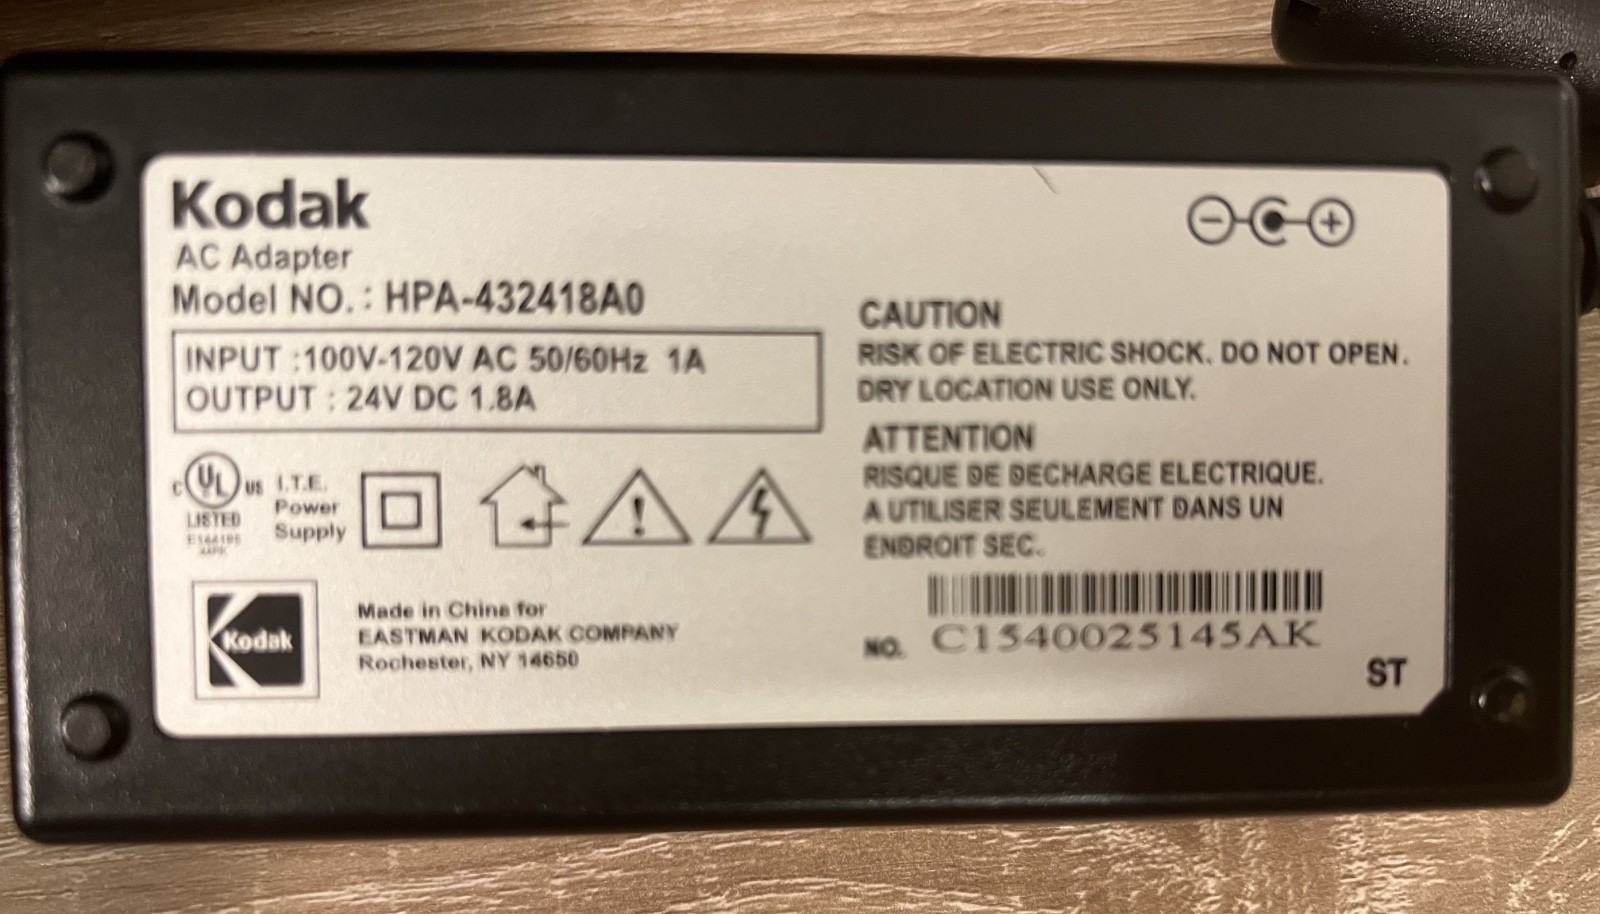 Kodak
AC Adapter
Model NO.: HPA-432418A0
INPUT :100V-120V AC 50/60Hz 1A
OUTPUT : 24V DC 1.8A
C UL US
LISTED
I.T.E.
Power
Supply
Kodak
Made in China for
EASTMAN KODAK COMPANY
Rochester, NY 14650
CAUTION
RISK OF ELECTRIC SHOCK. DO NOT OPEN.
DRY LOCATION USE ONLY.
ATTENTION
RISQUE DE DECHARGE ELECTRIQUE.
A UTILISER SEULEMENT DANS UN
ENDROIT SEC.
NO. C1540025145AK
ST